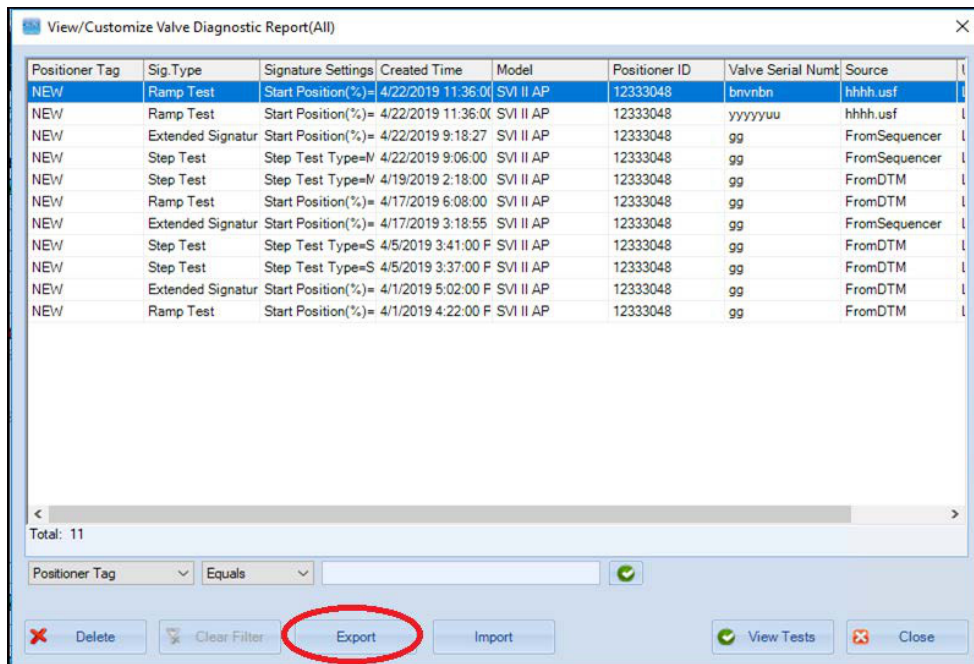 View/Customize Valve Diagnostic Report(All)
Positioner Tag Sig.Type Signature Settings Created Time Model Positioner ID Valve Serial Numb Source
NEW Ramp Test Start Position(%)= 4/22/2019 11:36:00 SVI II AP 12333048 bnvnbn hhhh.usf
NEW Ramp Test Start Position(%)= 4/22/2019 11:36:00 SVI II AP 12333048 yyyyyuu hhhh.usf
NEW Extended Signatur Start Position(%)= 4/22/2019 9:18:27 SVI II AP 12333048 gg FromSequencer
NEW Step Test Step Test Type=M 4/22/2019 9:06:00 SVI II AP 12333048 gg FromSequencer
NEW Step Test Step Test Type=M 4/19/2019 2:18:00 SVI II AP 12333048 gg FromDTM
NEW Ramp Test Start Position(%)= 4/17/2019 6:08:00 SVI II AP 12333048 gg FromDTM
NEW Extended Signatur Start Position(%)= 4/17/2019 3:18:55 SVI II AP 12333048 gg FromSequencer
NEW Step Test Step Test Type=S 4/5/2019 3:41:00 P SVI II AP 12333048 gg FromDTM
NEW Step Test Step Test Type=S 4/5/2019 3:37:00 P SVI II AP 12333048 gg FromDTM
NEW Extended Signatur Start Position(%)= 4/1/2019 5:02:00 P SVI II AP 12333048 gg FromDTM
NEW Ramp Test Start Position(%)= 4/1/2019 4:22:00 P SVI II AP 12333048 gg FromDTM
Total: 11
Positioner Tag Equals
Delete Clear Filter Export Import View Tests Close